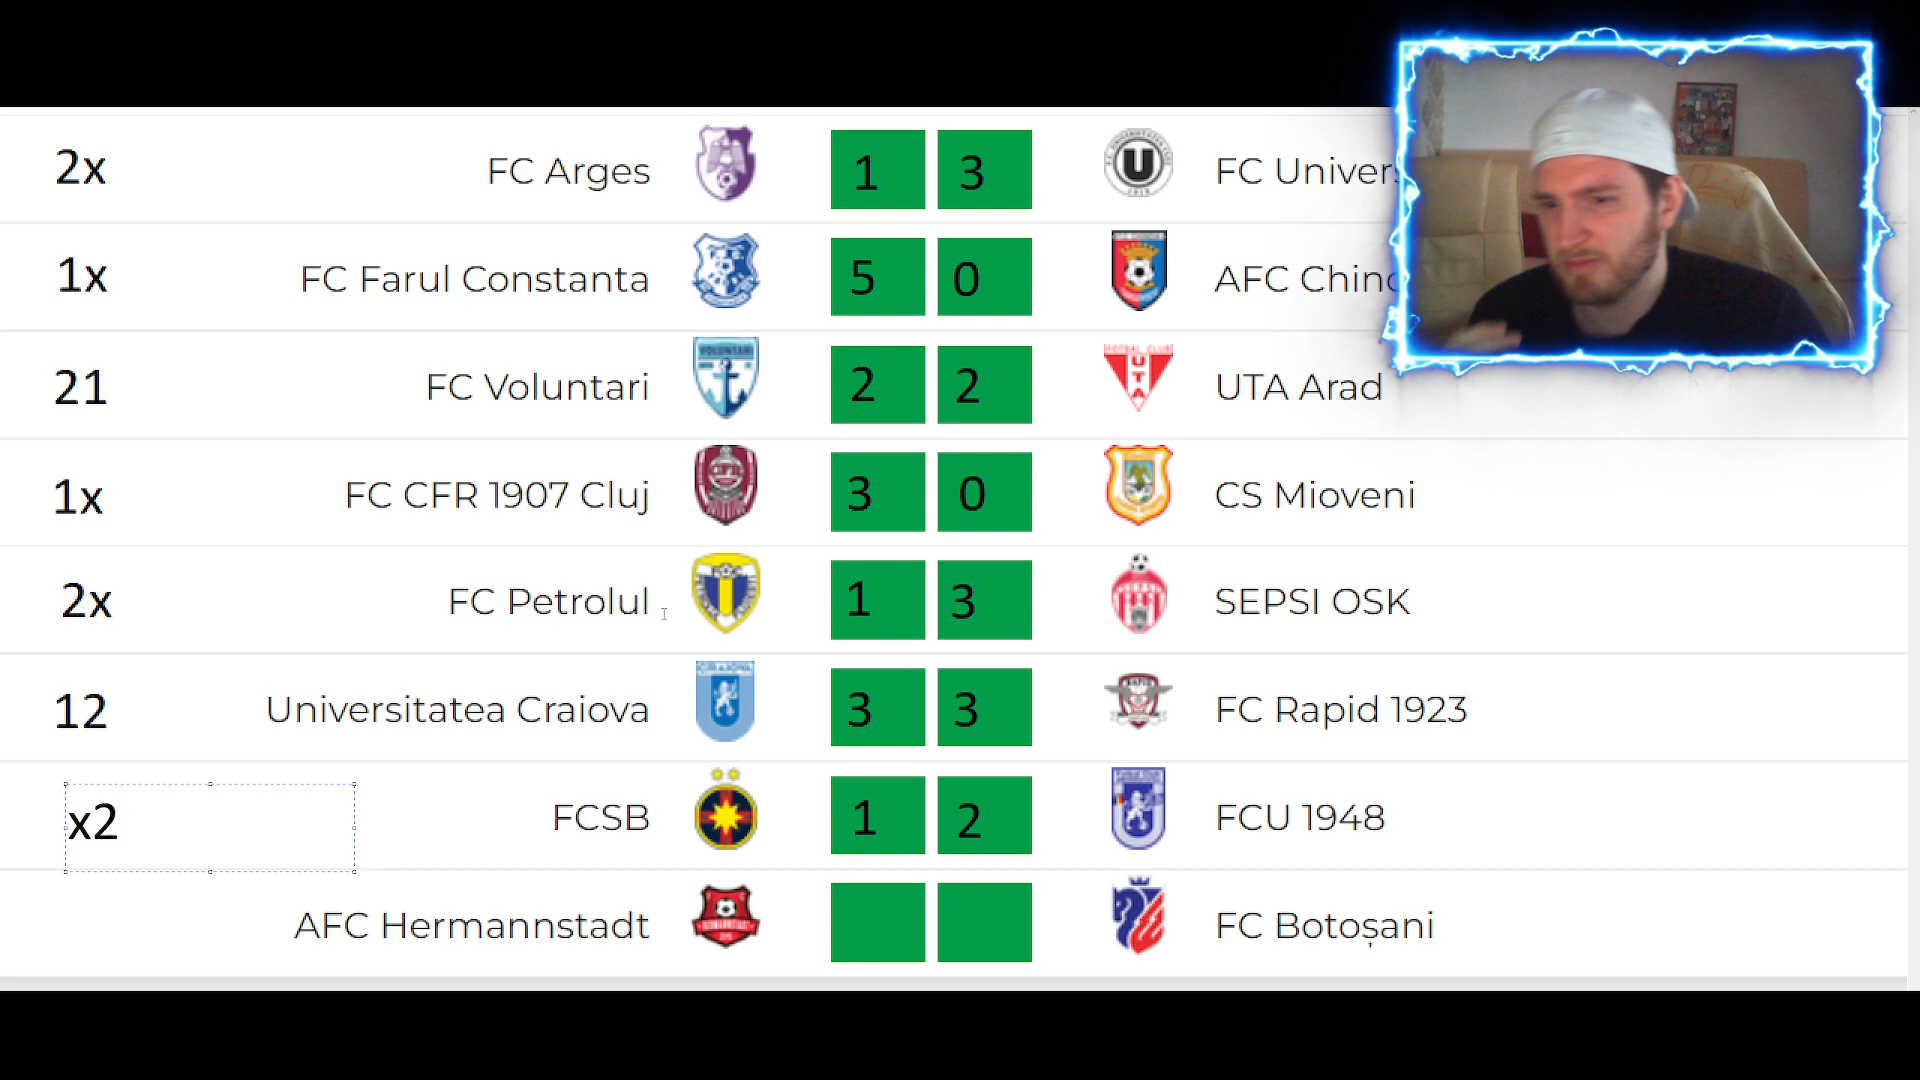 2x FC Arges 1 3 FC Univers
1x FC Farul Constanta 5 0 AFC Chind
21 FC Voluntari 2 2 UTA Arad
1x FC CFR 1907 Cluj 3 0 CS Mioveni
2x FC Petrolul 1 3 SEPSI OSK
12 Universitatea Craiova 3 3 FC Rapid 1923
x2 FCSB 1 2 FCU 1948
AFC Hermannstadt FC Botoșani